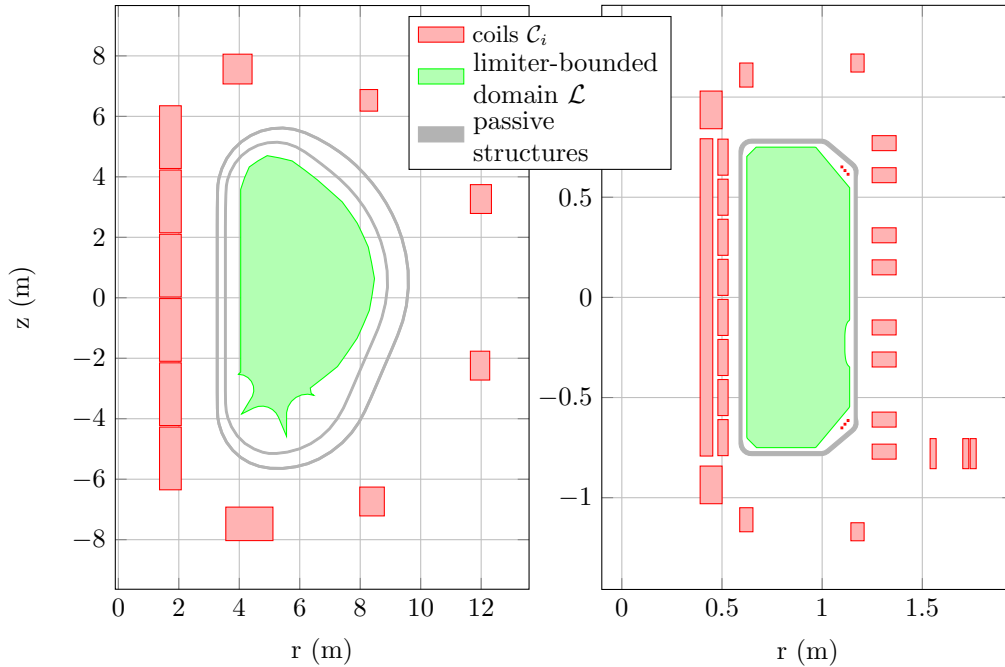 coils 𝒞ᵢ
limiter-bounded
domain ℒ
passive
structures
8
6
4
2
0
−2
−4
−6
−8
z (m)
0 2 4 6 8 10 12
r (m)
0.5
0
−0.5
−1
0 0.5 1 1.5
r (m)